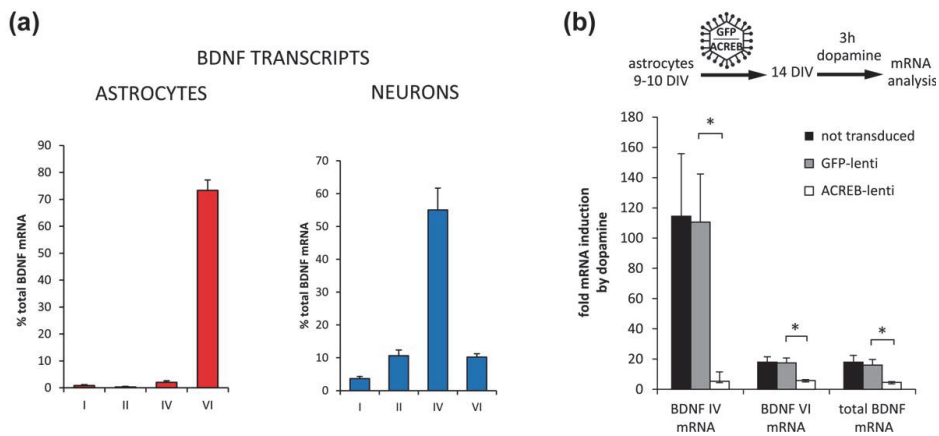 (a)
BDNF TRANSCRIPTS
ASTROCYTES
% total BDNF mRNA
90
80
70
60
50
40
30
20
10
0
I II IV VI
NEURONS
% total BDNF mRNA
70
60
50
40
30
20
10
0
I II IV VI
(b)
GFP
ACREB
astrocytes
9-10 DIV
14 DIV
3h
dopamine
mRNA
analysis
fold mRNA induction
by dopamine
180
160
140
120
100
80
60
40
20
0
*
*
*
not transduced
GFP-lenti
ACREB-lenti
BDNF IV
mRNA
BDNF VI
mRNA
total BDNF
mRNA